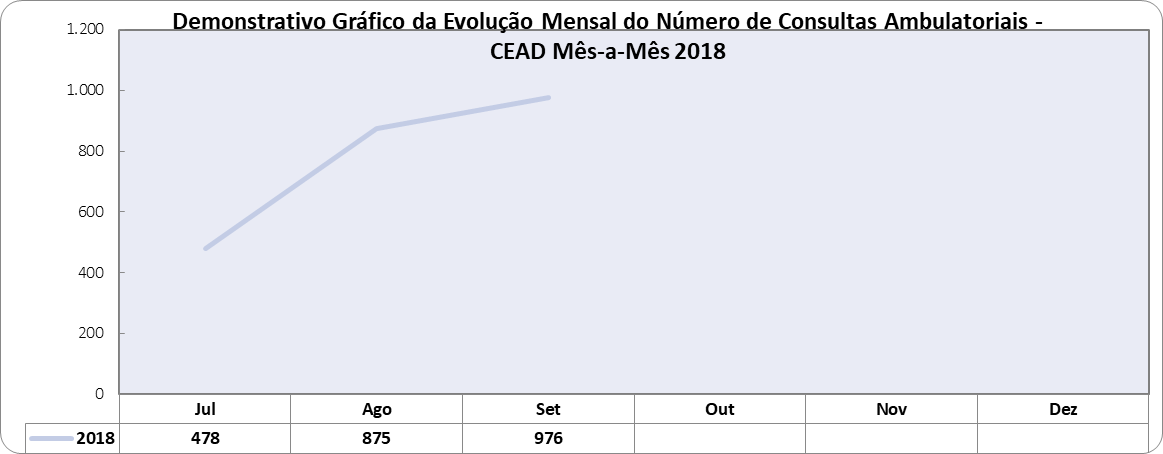 Demonstrativo Gráfico da Evolução Mensal do Número de Consultas Ambulatoriais -
CEAD Mês-a-Mês 2018
1.200
1.000
800
600
400
200
0
Jul Ago Set Out Nov Dez
2018 478 875 976